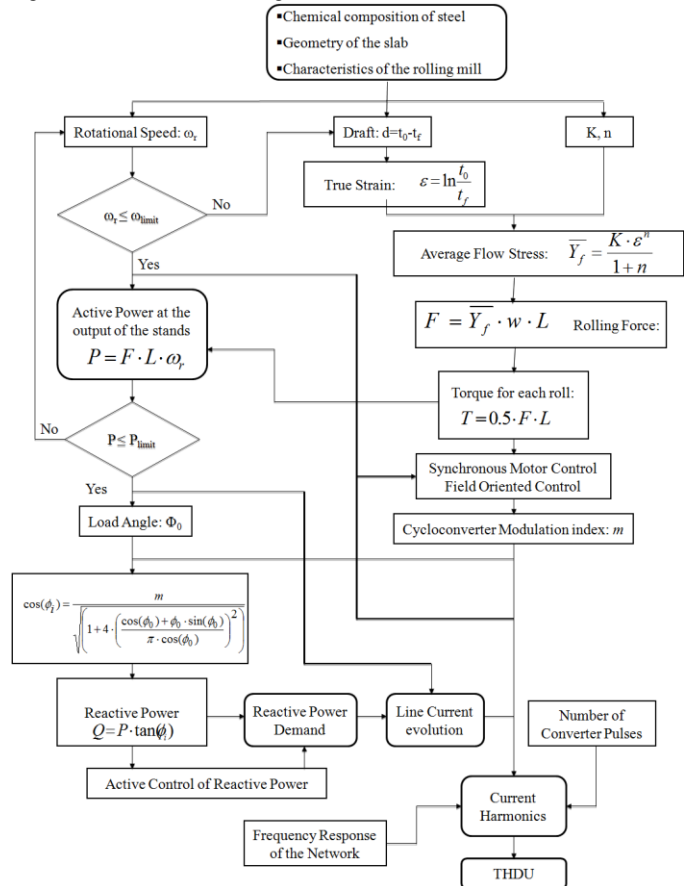 ▪Chemical composition of steel
▪Geometry of the slab
▪Characteristics of the rolling mill
Rotational Speed: ωr
Draft: d=t0-tf
K, n
True Strain: ε=ln t0/tf
No
ωr≤ ωlimit
Average Flow Stress: Yf = K·ε^n / 1+n
Yes
Active Power at the
output of the stands
P=F·L·ωr
F = Yf·w·L Rolling Force:
Torque for each roll:
T=0.5·F·L
No
P≤ Plimit
Synchronous Motor Control
Field Oriented Control
Yes
Load Angle: Φ0
Cycloconverter Modulation index: m
cos(ϕi)= m / √(1+4·(cos(ϕ0)+ϕ0·sin(ϕ0) / π·cos(ϕ0))^2)
Reactive Power
Q=P·tan(ϕi)
Reactive Power
Demand
Line Current
evolution
Number of
Converter Pulses
Active Control of Reactive Power
Current
Harmonics
Frequency Response
of the Network
THDU